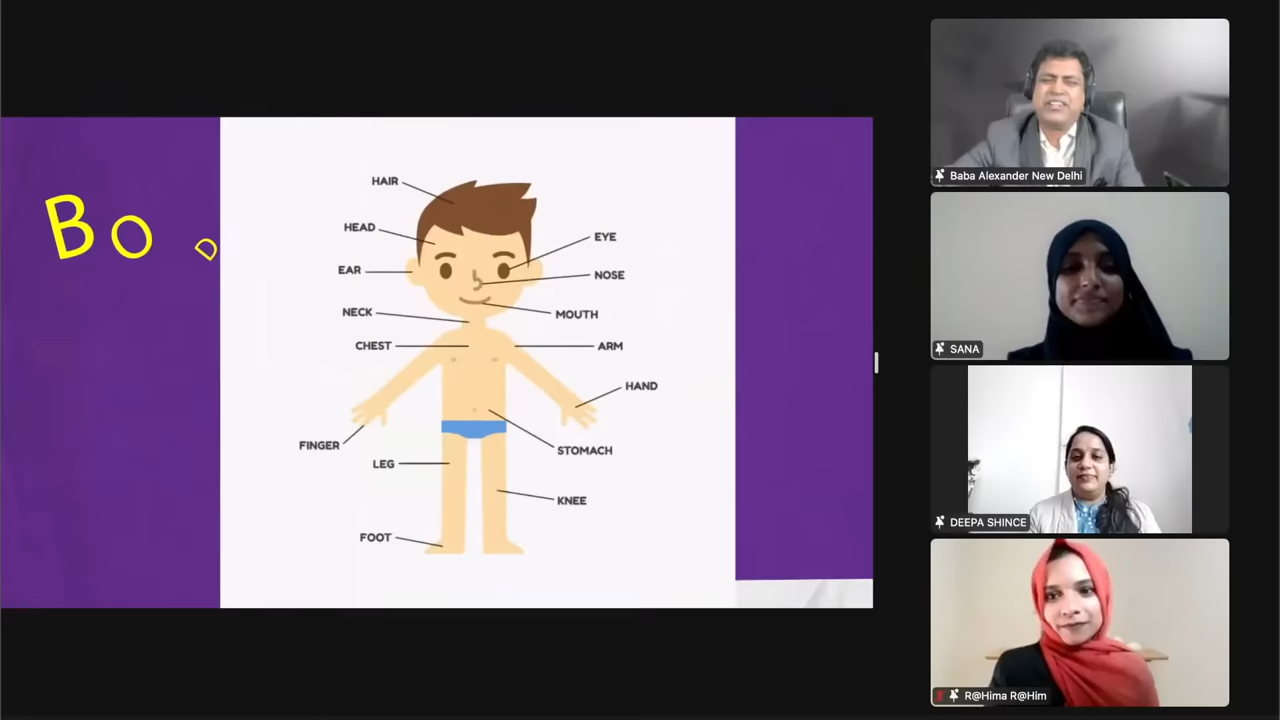 BOD
HAIR
HEAD
EAR
NECK
CHEST
FINGER
LEG
FOOT
EYE
NOSE
MOUTH
ARM
HAND
STOMACH
KNEE
Baba Alexander New Delhi
SANA
DEEPA SHINCE
R@Hima R@Him